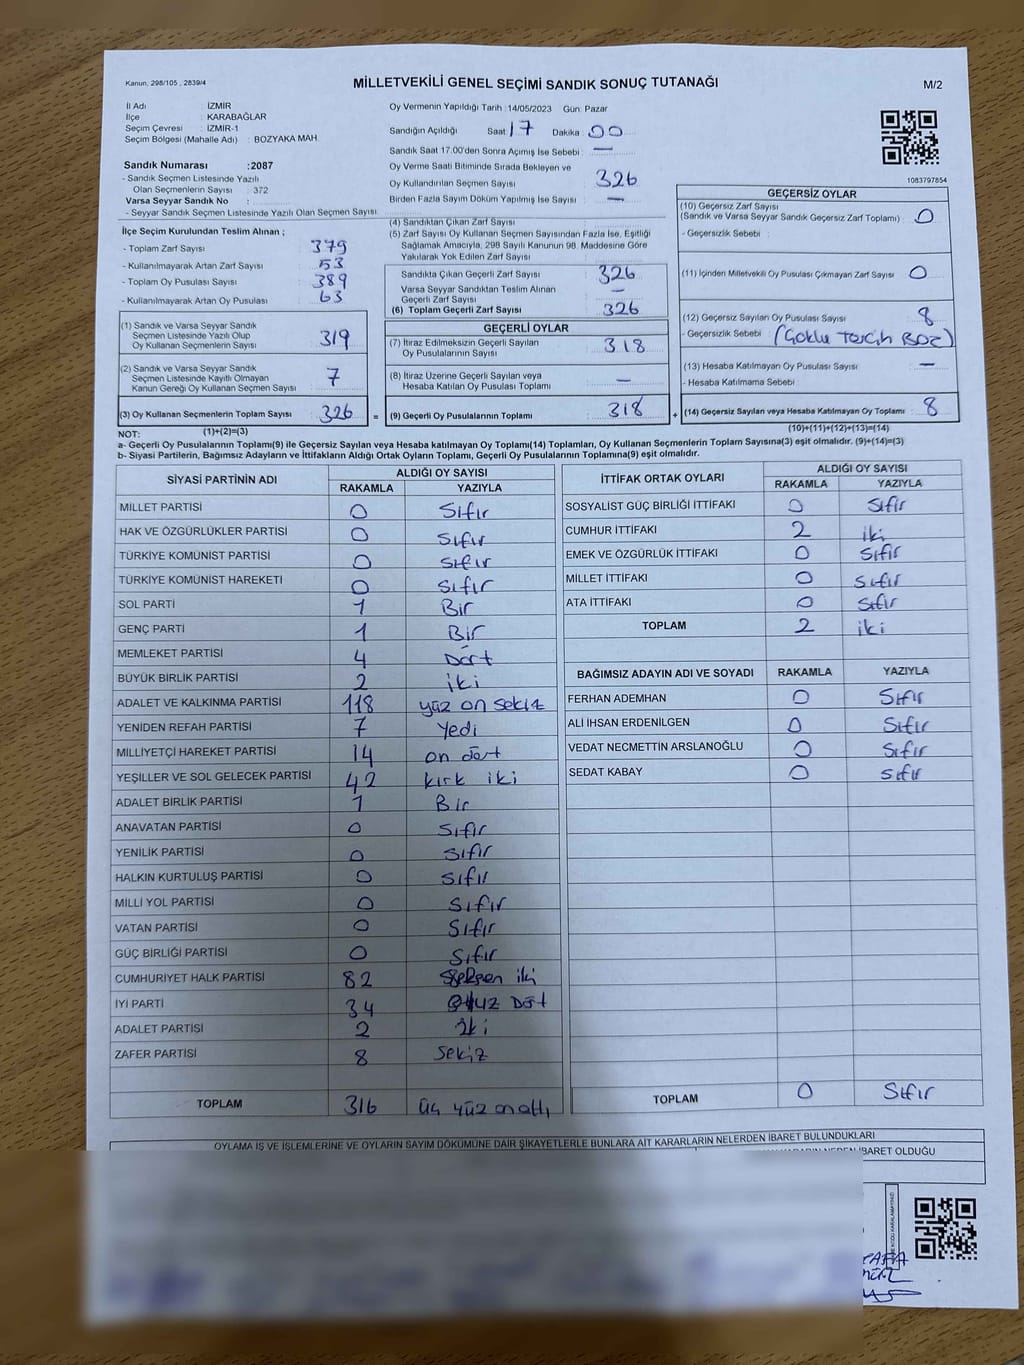 Kanun, 298/105 , 2839/4
MİLLETVEKİLİ GENEL SEÇİMİ SANDIK SONUÇ TUTANAĞI
M/2
İl Adı : İZMİR
İlçe : KARABAĞLAR
Seçim Çevresi : İZMİR-1
Seçim Bölgesi (Mahalle Adı) : BOZYAKA MAH.
Sandık Numarası :2087
- Sandık Seçmen Listesinde Yazılı
Olan Seçmenlerin Sayısı : 372
Varsa Seyyar Sandık No :
- Seyyar Sandık Seçmen Listesinde Yazılı Olan Seçmen Sayısı
Oy Vermenin Yapıldığı Tarih : 14/05/2023 Gün: Pazar
Sandığın Açıldığı Saat 17 Dakika 00
Sandık Saat 17.00'den Sonra Açımış İse Sebebi : —
Oy Verme Saati Bitiminde Sırada Bekleyen ve
Oy Kullandırılan Seçmen Sayısı 326
Birden Fazla Sayım Döküm Yapılmış İse Sayısı —
1083797854
İlçe Seçim Kurulundan Teslim Alınan ;
- Toplam Zarf Sayısı 379
- Kullanılmayarak Artan Zarf Sayısı 53
- Toplam Oy Pusulası Sayısı 389
- Kullanılmayarak Artan Oy Pusulası 63
(1) Sandık ve Varsa Seyyar Sandık
Seçmen Listesinde Yazılı Olup
Oy Kullanan Seçmenlerin Sayısı 319
(2) Sandık ve Varsa Seyyar Sandık
Seçmen Listesinde Kayıtlı Olmayan
Kanun Gereği Oy Kullanan Seçmen Sayısı 7
(3) Oy Kullanan Seçmenlerin Toplam Sayısı 326 =
(1)+(2)=(3)
(4) Sandıktan Çıkan Zarf Sayısı
(5) Zarf Sayısı Oy Kullanan Seçmen Sayısından Fazla İse, Eşitliği
Sağlamak Amacıyla, 298 Sayılı Kanunun 98. Maddesine Göre
Yakılarak Yok Edilen Zarf Sayısı
Sandıkta Çıkan Geçerli Zarf Sayısı 326
Varsa Seyyar Sandıktan Teslim Alınan
Geçerli Zarf Sayısı —
(6) Toplam Geçerli Zarf Sayısı 326
GEÇERLİ OYLAR
(7) İtiraz Edilmeksizin Geçerli Sayılan
Oy Pusulalarının Sayısı 318
(8) İtiraz Üzerine Geçerli Sayılan veya
Hesaba Katılan Oy Pusulası Toplamı —
(9) Geçerli Oy Pusulalarının Toplamı 318 +
GEÇERSİZ OYLAR
(10) Geçersiz Zarf Sayısı
(Sandık ve Varsa Seyyar Sandık Geçersiz Zarf Toplamı) : 0
- Geçersizlik Sebebi :
(11) İçinden Milletvekili Oy Pusulası Çıkmayan Zarf Sayısı 0
(12) Geçersiz Sayılan Oy Pusulası Sayısı 8
- Geçersizlik Sebebi : (Çoklu Tercih
(13) Hesaba Katılmayan Oy Pusulası Sayısı : —
- Hesaba Katılmama Sebebi
(14) Geçersiz Sayılan veya Hesaba Katılmayan Oy Toplamı : 8
(10)+(11)+(12)+(13)=(14)
NOT:
a- Geçerli Oy Pusulalarının Toplamı(9) ile Geçersiz Sayılan veya Hesaba katılmayan Oy Toplamı(14) Toplamları, Oy Kullanan Seçmenlerin Toplam Sayısına(3) eşit olmalıdır. (9)+(14)=(3)
b- Siyasi Partilerin, Bağımsız Adayların ve İttifakların Aldığı Oyların Toplamı, Geçerli Oy Pusulalarının Toplamına(9) eşit olmalıdır.
SİYASİ PARTİNİN ADI ALDIĞI OY SAYISI
RAKAMLA YAZIYLA
MİLLET PARTİSİ 0 Sıfır
HAK VE ÖZGÜRLÜKLER PARTİSİ 0 Sıfır
TÜRKİYE KOMÜNİST PARTİSİ 0 Sıfır
TÜRKİYE KOMÜNİST HAREKETİ 0 Sıfır
SOL PARTİ 1 Bir
GENÇ PARTİ 1 Bir
MEMLEKET PARTİSİ 4 Dört
BÜYÜK BİRLİK PARTİSİ 2 iki
ADALET VE KALKINMA PARTİSİ 118 yüz on sekiz
YENİDEN REFAH PARTİSİ 7 Yedi
MİLLİYETÇİ HAREKET PARTİSİ 14 on dört
YEŞİLLER VE SOL GELECEK PARTİSİ 42 kırk iki
ADALET BİRLİK PARTİSİ 1 Bir
ANAVATAN PARTİSİ 0 Sıfır
YENİLİK PARTİSİ 0 Sıfır
HALKIN KURTULUŞ PARTİSİ 0 Sıfır
MİLLİ YOL PARTİSİ 0 Sıfır
VATAN PARTİSİ 0 Sıfır
GÜÇ BİRLİĞİ PARTİSİ 0 Sıfır
CUMHURİYET HALK PARTİSİ 82 Seksen iki
İYİ PARTİ 34 Otuz Dört
ADALET PARTİSİ 2 İki
ZAFER PARTİSİ 8 Sekiz
TOPLAM 316 üç yüz on altı
İTTİFAK ORTAK OYLARI ALDIĞI OY SAYISI
RAKAMLA YAZIYLA
SOSYALİST GÜÇ BİRLİĞİ İTTİFAKI 0 Sıfır
CUMHUR İTTİFAKI 2 iki
EMEK VE ÖZGÜRLÜK İTTİFAKI 0 Sıfır
MİLLET İTTİFAKI 0 Sıfır
ATA İTTİFAKI 0 Sıfır
TOPLAM 2 iki
BAĞIMSIZ ADAYIN ADI VE SOYADI RAKAMLA YAZIYLA
FERHAN ADEMHAN 0 Sıfır
ALİ İHSAN ERDENİLGEN 0 Sıfır
VEDAT NECMETTİN ARSLANOĞLU 0 Sıfır
SEDAT KABAY 0 Sıfır
TOPLAM 0 Sıfır
OYLAMA İŞ VE İŞLEMLERİNE VE OYLARIN SAYIM DÖKÜMÜNE DAİR ŞİKAYETLERLE BUNLARA AİT KARARLARIN NELERDEN İBARET BULUNDUKLARI
İBARET OLDUĞU